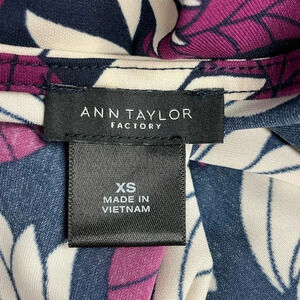 ANN TAYLOR
FACTORY
XS
MADE IN
VIETNAM